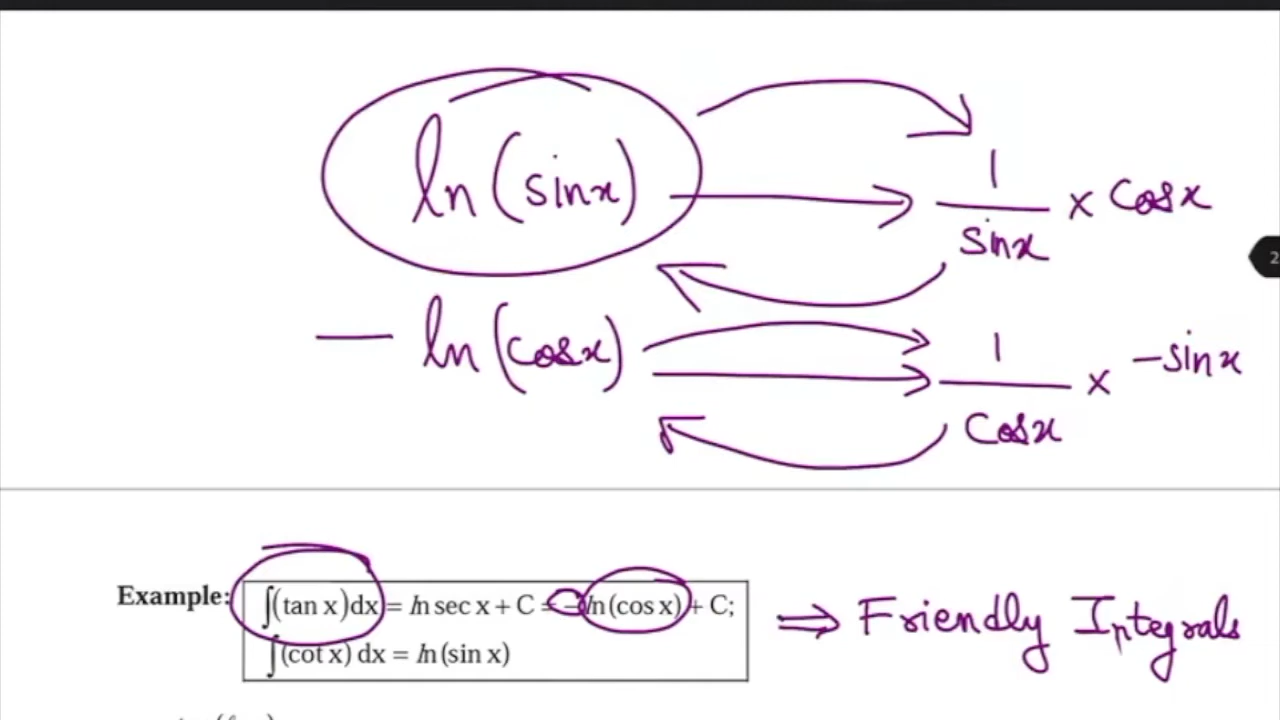 ln(sinx) → 1/sinx × cosx
— ln(cosx) → 1/cosx × -sinx
2
Example: ∫(tan x)dx = ln sec x + C = −ln(cos x) + C; ⇒ Friendly Integrals
∫(cot x) dx = ln(sin x)